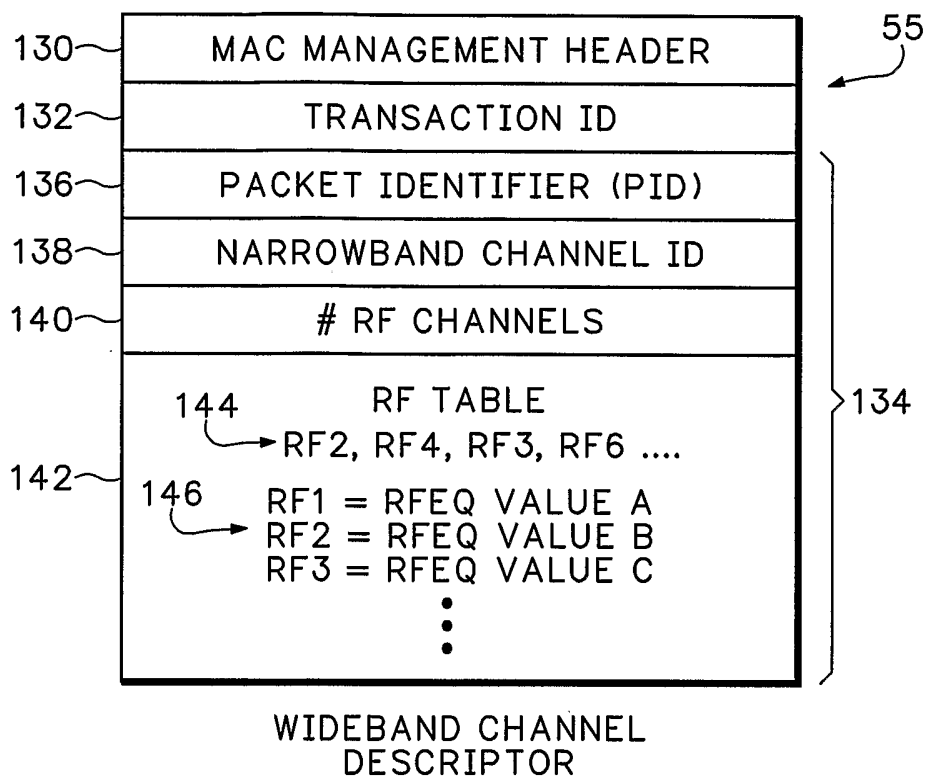 55
130 MAC MANAGEMENT HEADER
132 TRANSACTION ID
136 PACKET IDENTIFIER (PID)
138 NARROWBAND CHANNEL ID
140 # RF CHANNELS
RF TABLE
144 RF2, RF4, RF3, RF6 ....
134
142
146
RF1 = RFEQ VALUE A
RF2 = RFEQ VALUE B
RF3 = RFEQ VALUE C
WIDEBAND CHANNEL
DESCRIPTOR